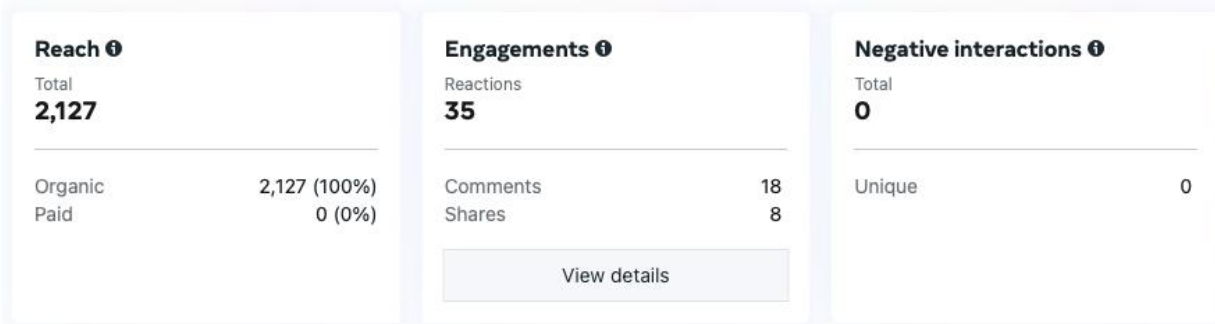 Reach
Total
2,127
Organic 2,127 (100%)
Paid 0 (0%)
Engagements
Reactions
35
Comments 18
Shares 8
View details
Negative interactions
Total
0
Unique 0